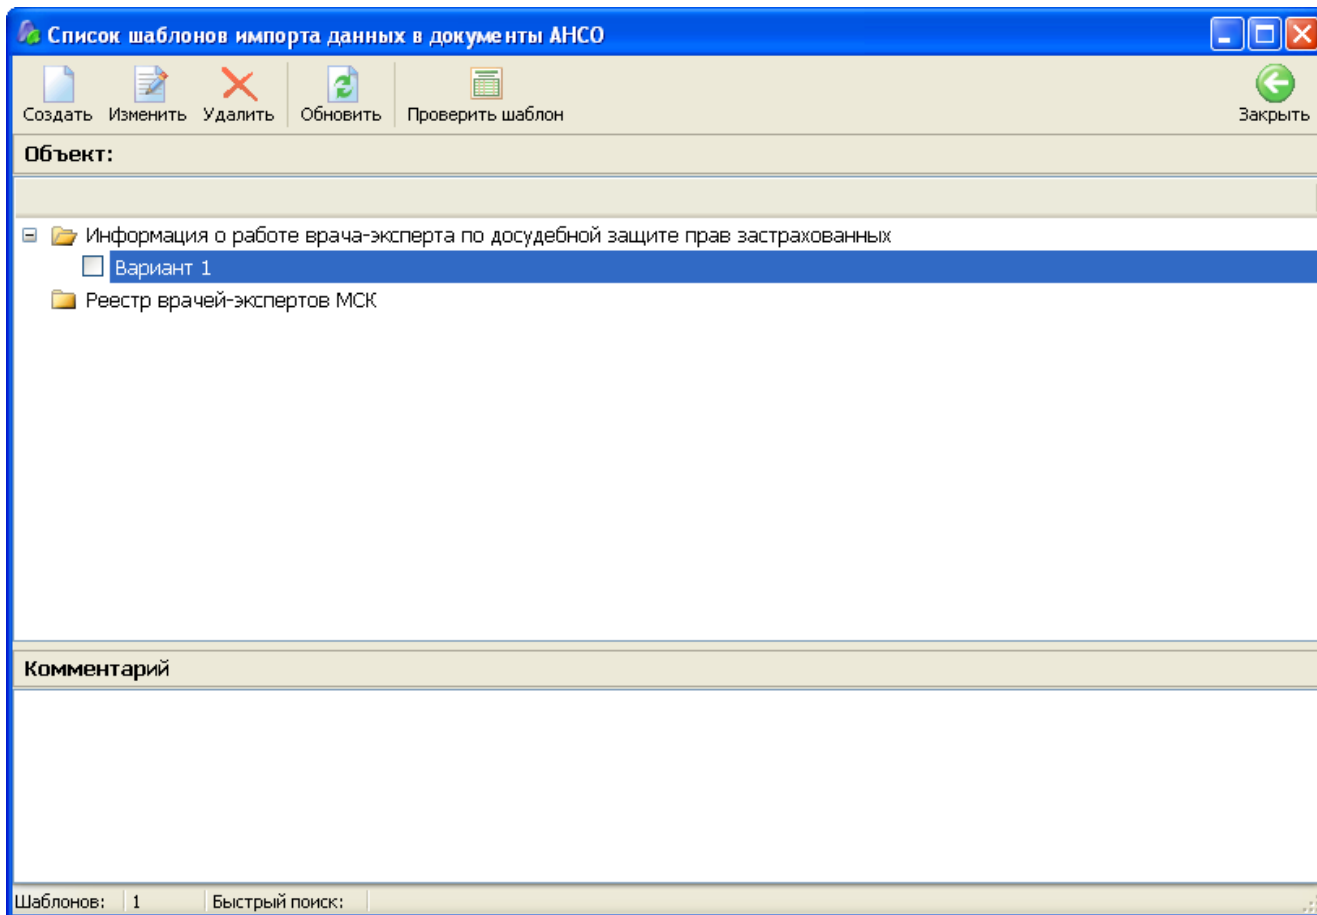 Список шаблонов импорта данных в документы АНСО
Создать Изменить Удалить Обновить Проверить шаблон Закрыть
Объект:
Информация о работе врача-эксперта по досудебной защите прав застрахованных
Вариант 1
Реестр врачей-экспертов МСК
Комментарий
Шаблонов: 1 Быстрый поиск: